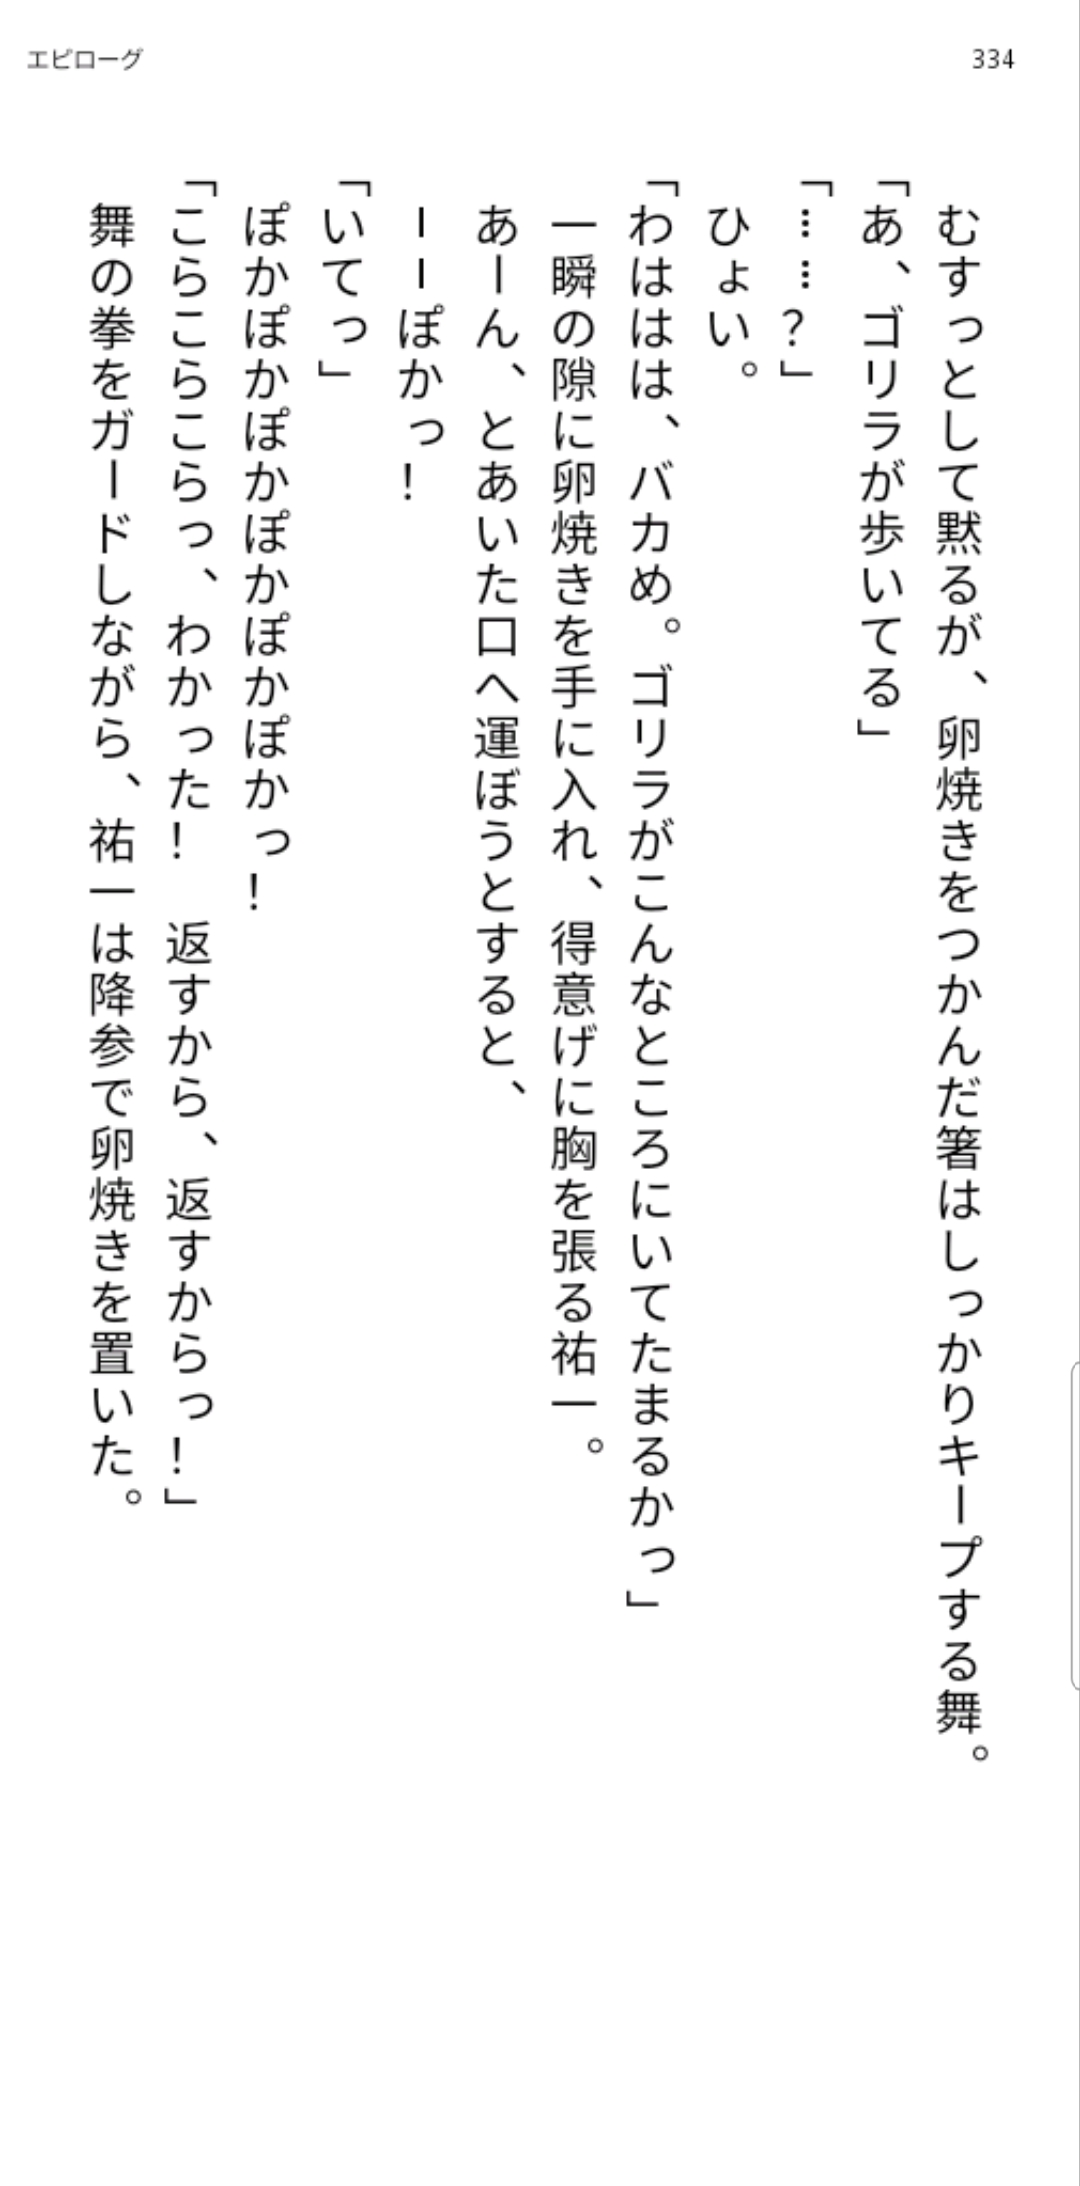 エピローグ
334
むすっとして黙るが、卵焼きをつかんだ箸はしっかりキープする舞。
「あ、ゴリラが歩いてる」
「……?」
ひょい。
「わははは、バカめ。ゴリラがこんなところにいてたまるかっ」
一瞬の隙に卵焼きを手に入れ、得意げに胸を張る祐一。
あーん、とあいた口へ運ぼうとすると、
――ぽかっ!
「いてっ」
ぽかぽかぽかぽかぽかぽかっ!
「こらこらこらっ、わかった! 返すから、返すからっ!」
舞の拳をガードしながら、祐一は降参で卵焼きを置いた。